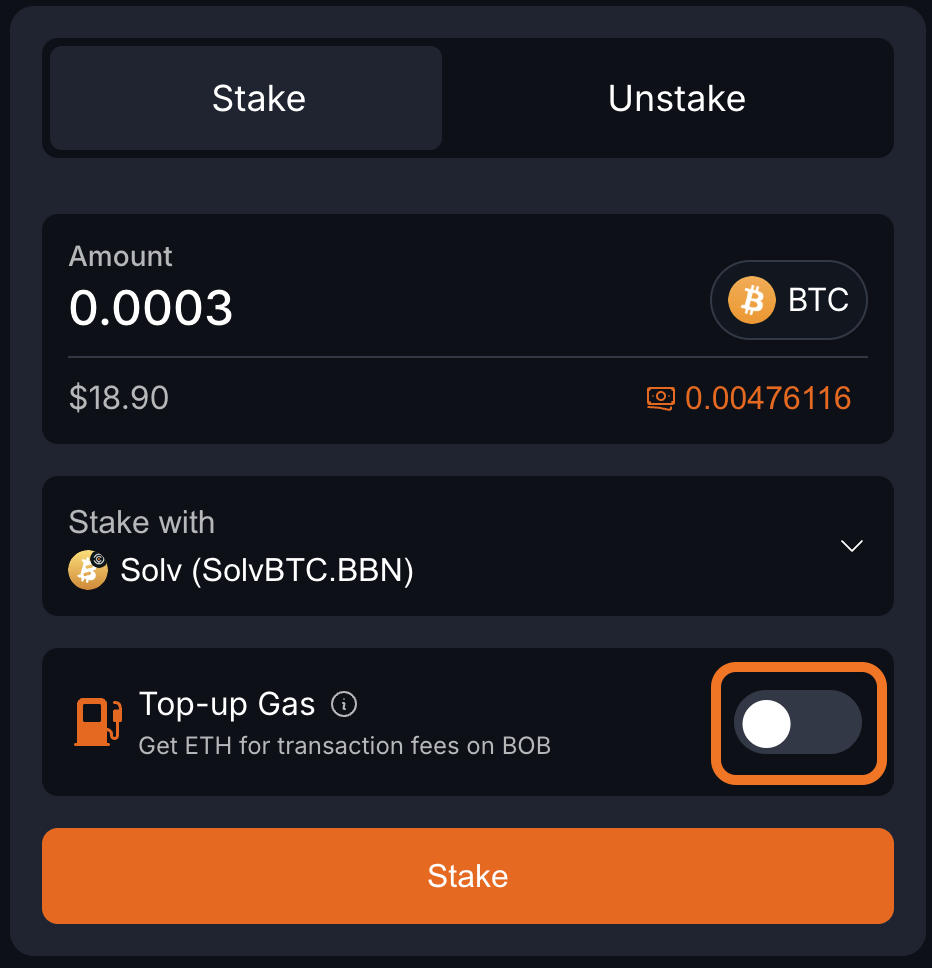 Stake
Unstake
Amount
0.0003
BTC
$18.90
0.00476116
Stake with
Solv (SolvBTC.BBN)
Top-up Gas
Get ETH for transaction fees on BOB
Stake